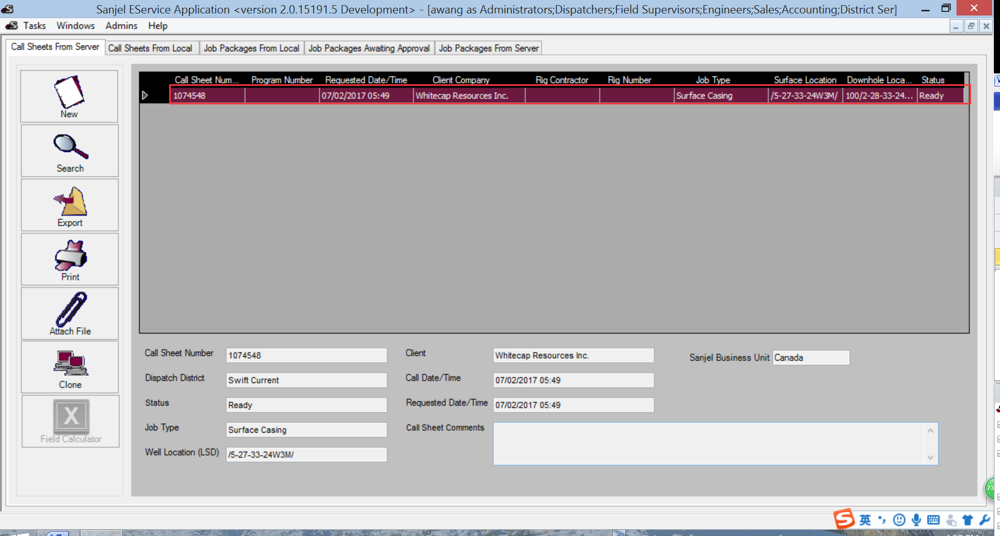 Sanjel EService Application <version 2.0.15191.5 Development> - [awang as Administrators;Dispatchers;Field Supervisors;Engineers;Sales;Accounting;District Ser]
Tasks Windows Admins Help
Call Sheets From Server Call Sheets From Local Job Packages From Local Job Packages Awaiting Approval Job Packages From Server
New
Search
Export
Print
Attach File
Clone
X
Field Calculator
Call Sheet Num... Program Number Requested Date/Time Client Company Rig Contractor Rig Number Job Type Surface Location Downhole Loca... Status
1074548 07/02/2017 05:49 Whitecap Resources Inc. Surface Casing /5-27-33-24W3M/ 100/2-28-33-24... Ready
Call Sheet Number 1074548 Client Whitecap Resources Inc. Sanjel Business Unit Canada
Dispatch District Swift Current Call Date/Time 07/02/2017 05:49
Status Ready Requested Date/Time 07/02/2017 05:49
Job Type Surface Casing Call Sheet Comments
Well Location (LSD) /5-27-33-24W3M/
73
S 英